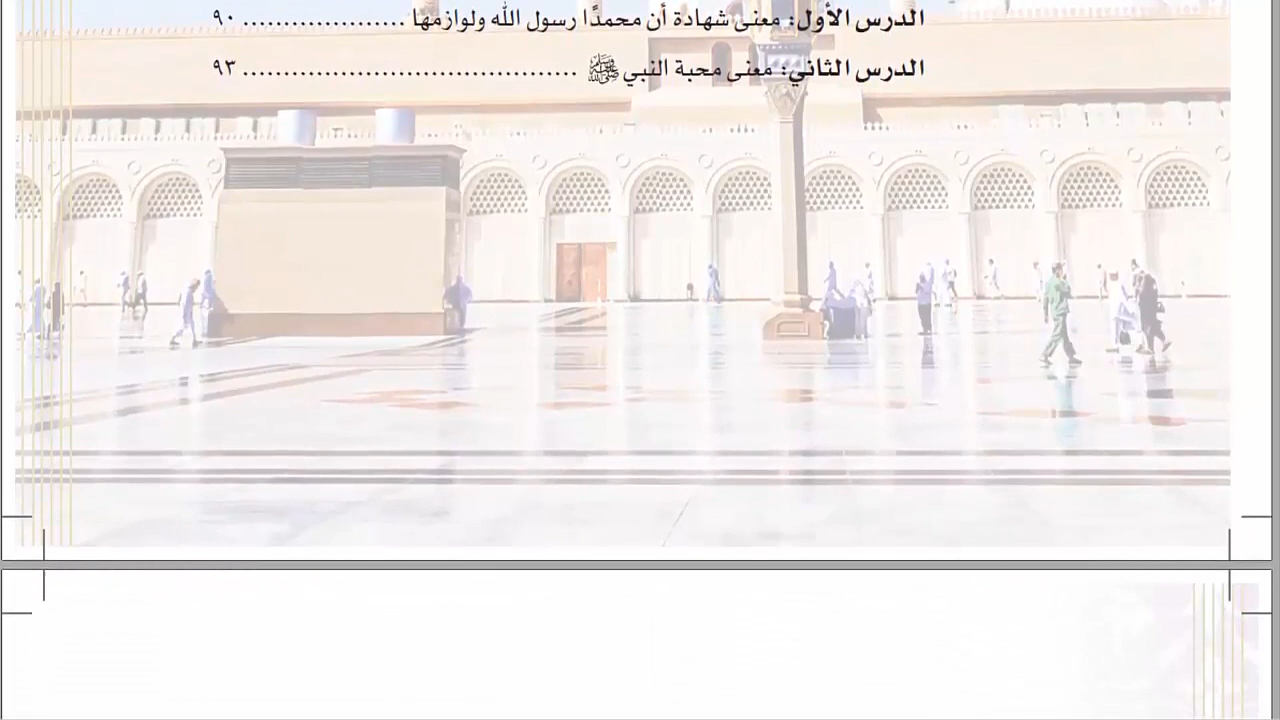 الدرس الأول: معنى شهادة أن محمدًا رسول الله ولوازمها .................... ٩٠
الدرس الثاني: معنى محبة النبي ﷺ ......................................... ٩٣